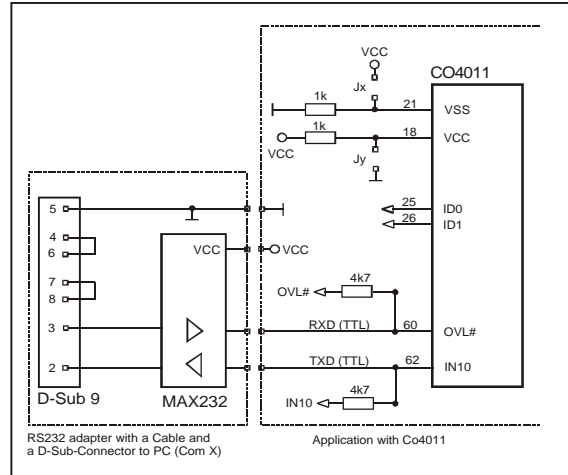 VCC
CO4011
Jx
1k
21
VSS
1k
18
VCC
VCC
Jy
5
25
ID0
26
ID1
4
6
VCC
VCC
7
8
4k7
OVL#
3
RXD (TTL)
60
OVL#
2
TXD (TTL)
62
IN10
4k7
IN10
D-Sub 9
MAX232
RS232 adapter with a Cable and
a D-Sub-Connector to PC (Com X)
Application with Co4011